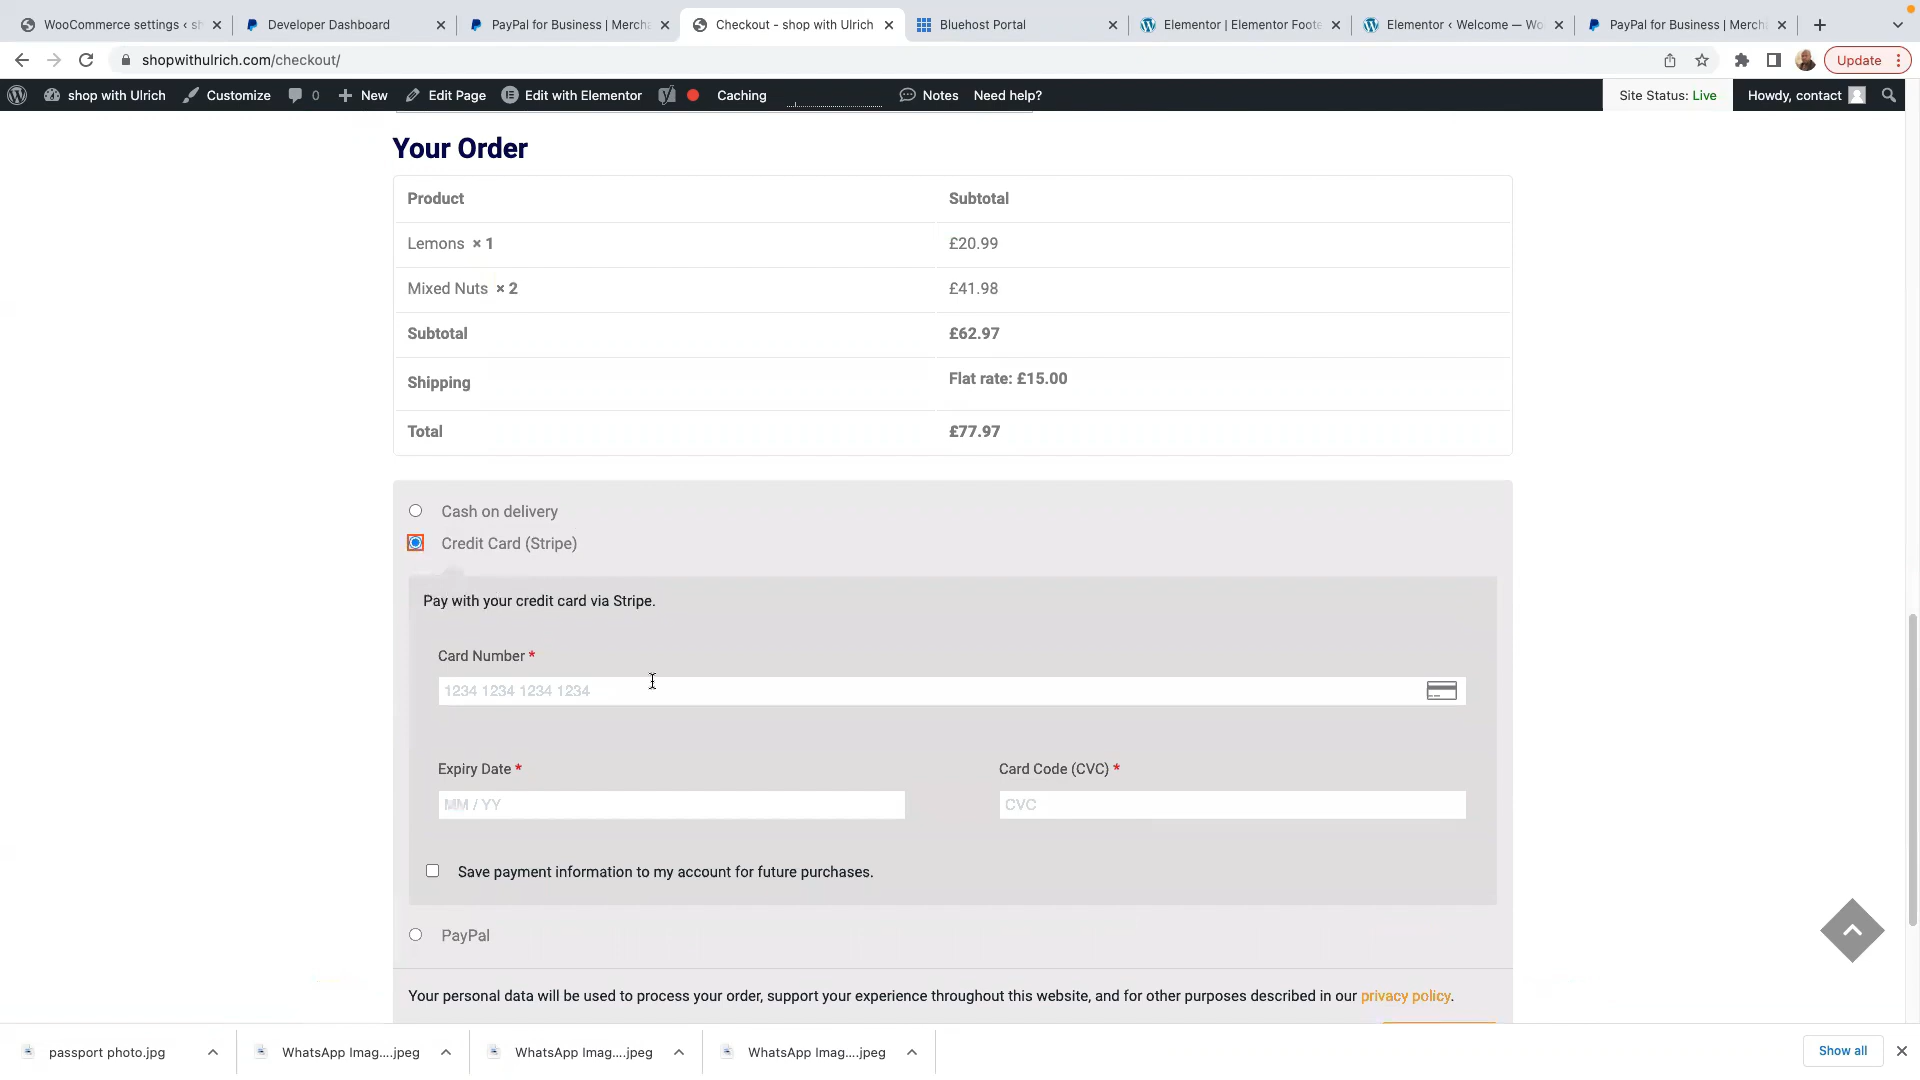 WooCommerce settings ‹ sh
Developer Dashboard
PayPal for Business | Mercha
Checkout - shop with Ulrich
Bluehost Portal
Elementor | Elementor Foote
Elementor ‹ Welcome — Wo
PayPal for Business | Mercha
shopwithulrich.com/checkout/
Update
shop with Ulrich
Customize
0
New
Edit Page
Edit with Elementor
Caching
Notes
Need help?
Site Status: Live
Howdy, contact
Your Order
Product Subtotal
Lemons × 1 £20.99
Mixed Nuts × 2 £41.98
Subtotal £62.97
Shipping Flat rate: £15.00
Total £77.97
Cash on delivery
Credit Card (Stripe)
Pay with your credit card via Stripe.
Card Number *
1234 1234 1234 1234
Expiry Date * Card Code (CVC) *
MM / YY CVC
Save payment information to my account for future purchases.
PayPal
Your personal data will be used to process your order, support your experience throughout this website, and for other purposes described in our privacy policy.
passport photo.jpg
WhatsApp Imag....jpeg
WhatsApp Imag....jpeg
WhatsApp Imag....jpeg
Show all